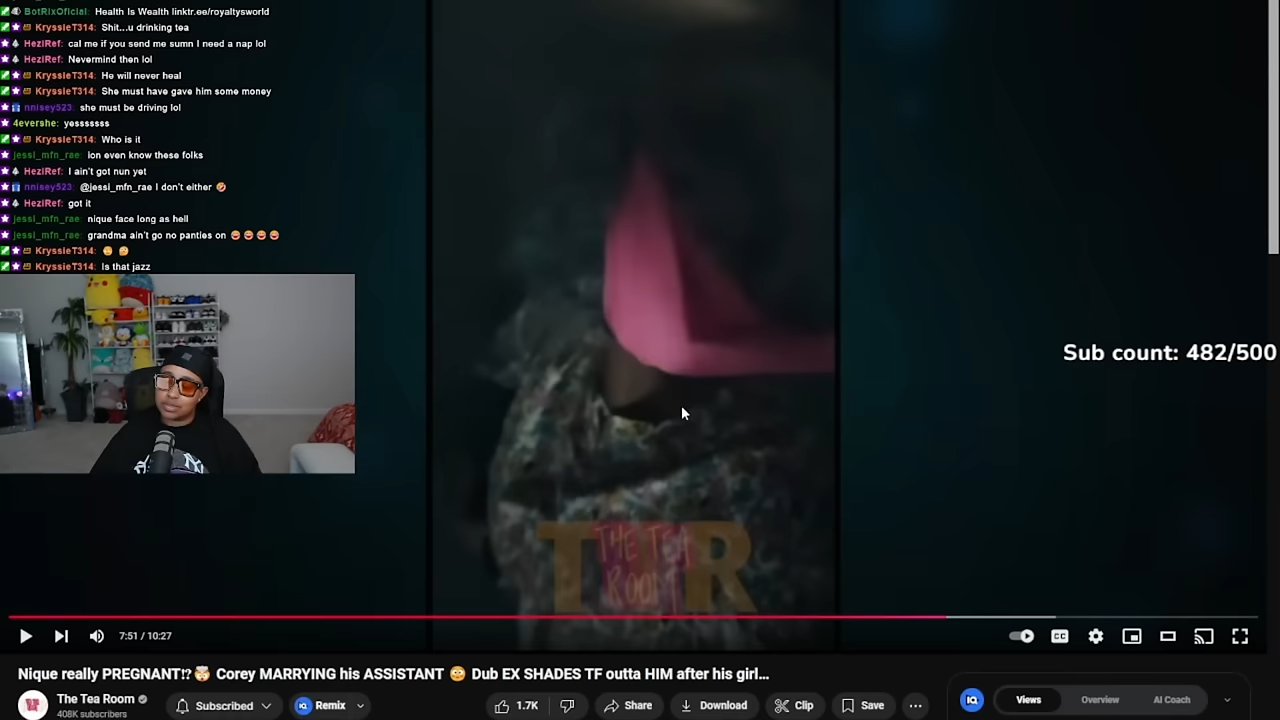 BotRixOficial: Health Is Wealth linktr.ee/royaltysworld
KryssieT314: Shit...u drinking tea
HeziRef: cal me if you send me sumn I need a nap lol
HeziRef: Nevermind then lol
KryssieT314: He will never heal
KryssieT314: She must have gave him some money
nnisey523: she must be driving lol
4evershe: yesssssss
KryssieT314: Who is it
jessi_mfn_rae: Ion even know these folks
HeziRef: I ain't got nun yet
nnisey523: @jessi_mfn_rae I don't either 🤣
HeziRef: got it
jessi_mfn_rae: nique face long as hell
jessi_mfn_rae: grandma ain't go no panties on 😂 😂 😂 😂
KryssieT314:
KryssieT314: Is that jazz
Sub count: 482/500
TTR
THE TEA
ROOM
7:51 / 10:27
CC
Nique really PREGNANT!? 🤯 Corey MARRYING his ASSISTANT 😳 Dub EX SHADES TF outta HIM after his girl...
The Tea Room
408K subscribers
Subscribed
IQ Remix
1.7K
Share
Download
Clip
Save
...
IQ
Views
Overview
AI Coach